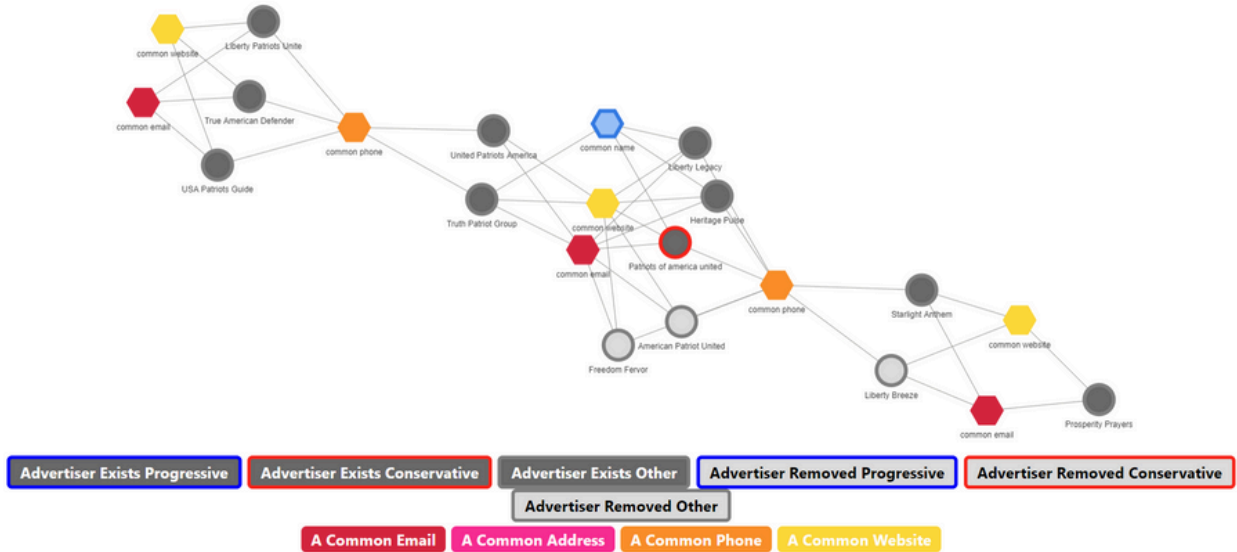 Liberty Patriots Unite
common website
True American Defender
common email
common phone
USA Patriots Guide
common name
United Patriots America
Liberty Legacy
Truth Patriot Group
common website
Heritage Pulse
common email
Patriots of america united
common phone
Starlight Anthem
common website
American Patriot United
Freedom Fervor
Liberty Breeze
common email
Prosperity Prayers
Advertiser Exists Progressive
Advertiser Exists Conservative
Advertiser Exists Other
Advertiser Removed Progressive
Advertiser Removed Conservative
Advertiser Removed Other
A Common Email
A Common Address
A Common Phone
A Common Website